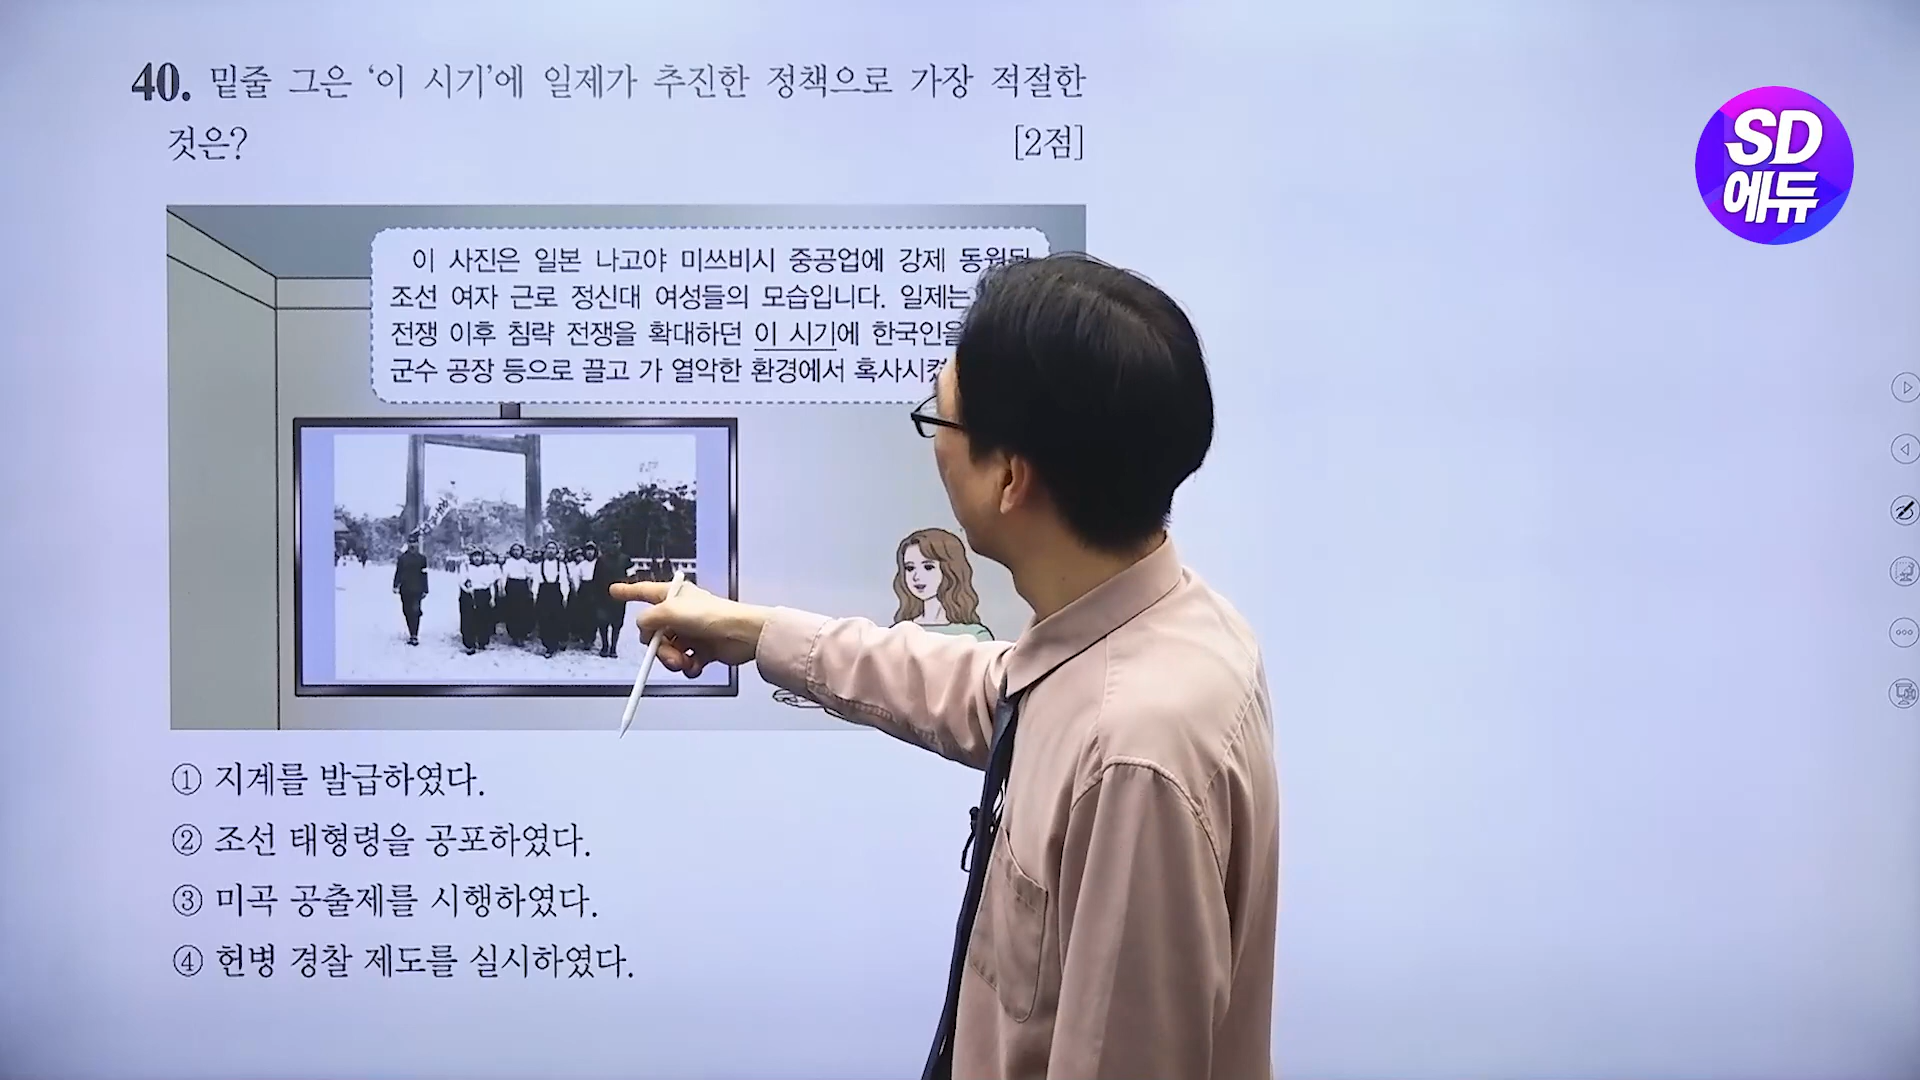 40. 밑줄 그은 ‘이 시기’에 일제가 추진한 정책으로 가장 적절한
것은? [2점]
SD
에듀
이 사진은 일본 나고야 미쓰비시 중공업에 강제
조선 여자 근로 정신대 여성들의 모습입니다. 일제는
전쟁 이후 침략 전쟁을 확대하던 이 시기에 한국인을
군수 공장 등으로 끌고 가 열악한 환경에서
① 지계를 발급하였다.
② 조선 태형령을 공포하였다.
③ 미곡 공출제를 시행하였다.
④ 헌병 경찰 제도를 실시하였다.